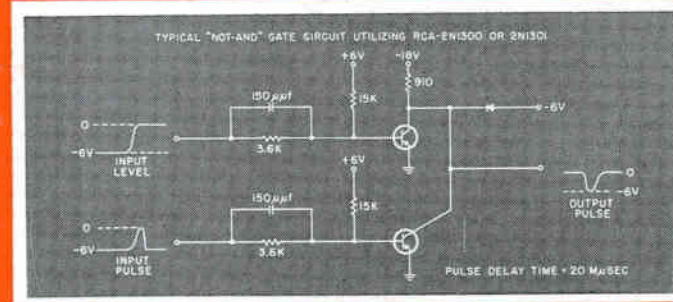 TYPICAL "NOT-AND" GATE CIRCUIT UTILIZING RCA-2N1300 OR 2N1301
+6V
-18V
910
150μμf
15K
-6V
0
-6V
INPUT
LEVEL
3.6K
+6V
0
-6V
OUTPUT
PULSE
150μμf
15K
0
-6V
INPUT
PULSE
3.6K
PULSE DELAY TIME = 20 MμSEC